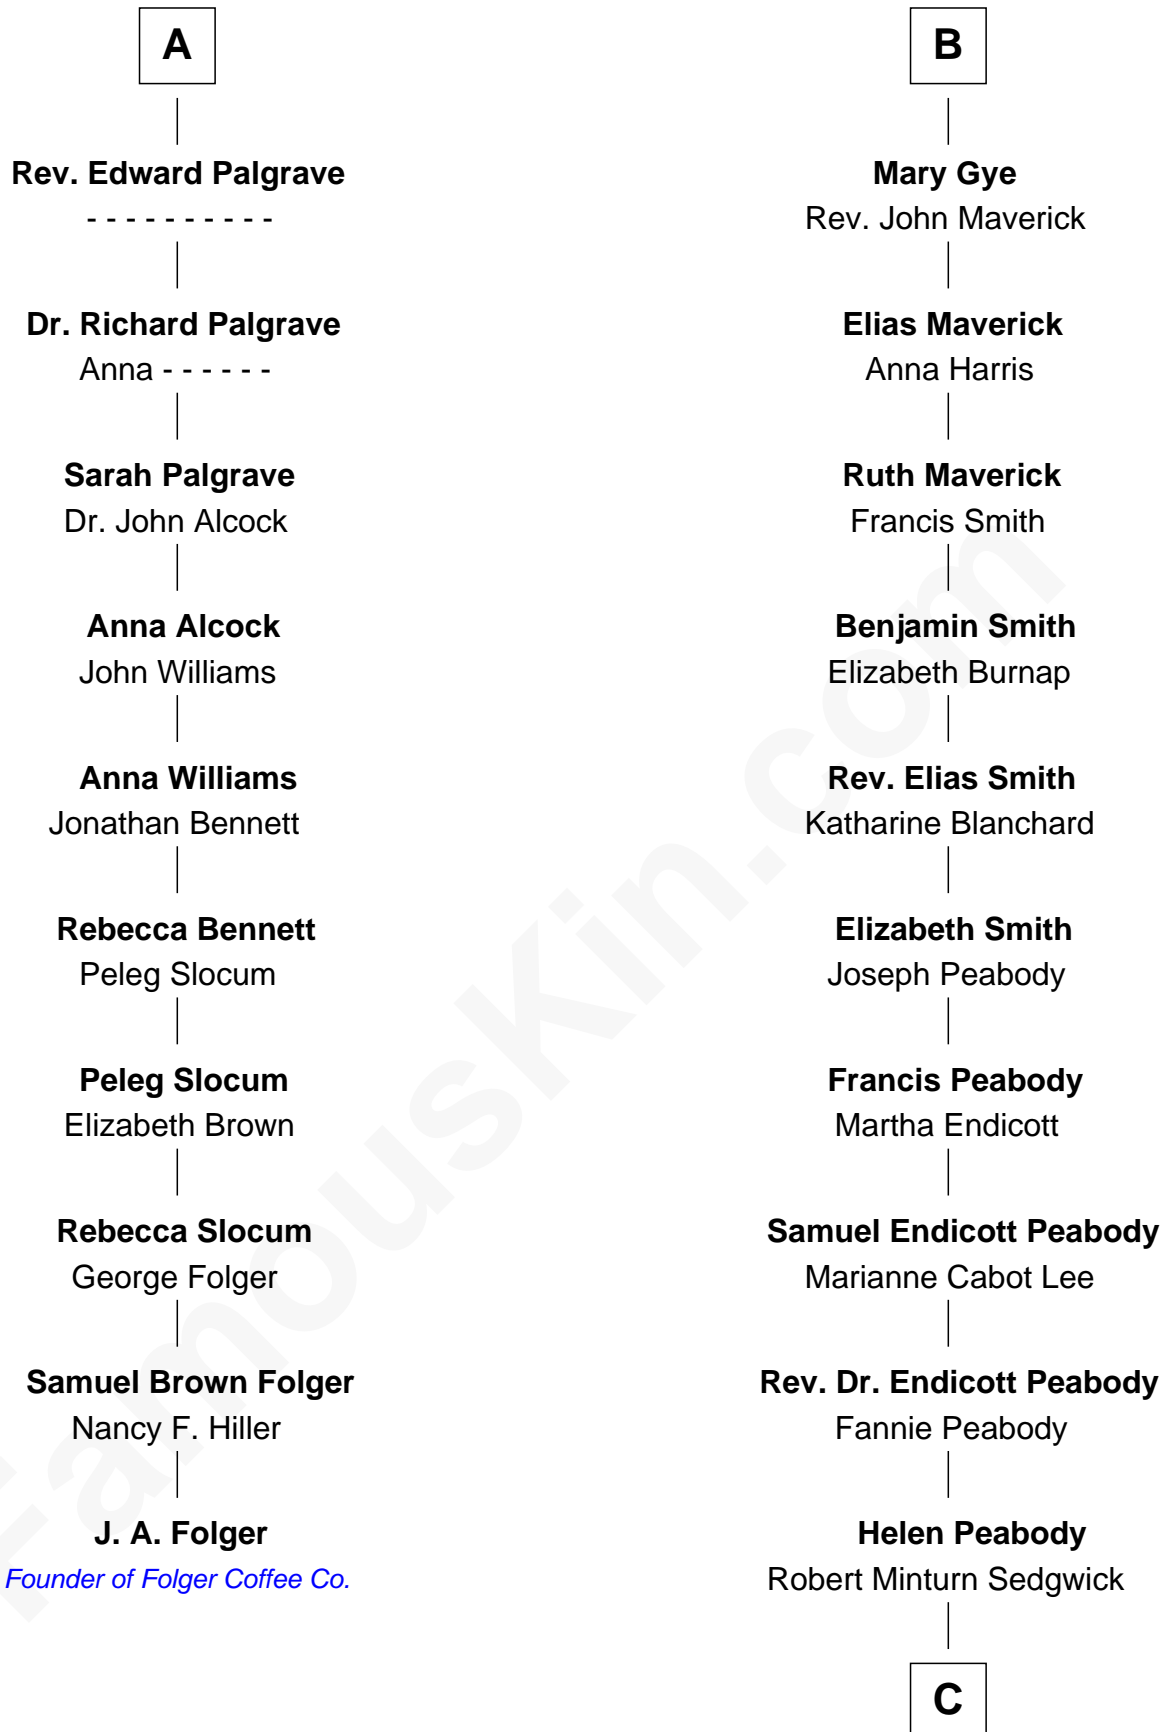 A
Rev. Edward Palgrave
- - - - - - - - - -
Dr. Richard Palgrave
Anna - - - - - -
Sarah Palgrave
Dr. John Alcock
Anna Alcock
John Williams
Anna Williams
Jonathan Bennett
Rebecca Bennett
Peleg Slocum
Peleg Slocum
Elizabeth Brown
Rebecca Slocum
George Folger
Samuel Brown Folger
Nancy F. Hiller
J. A. Folger
Founder of Folger Coffee Co.
B
Mary Gye
Rev. John Maverick
Elias Maverick
Anna Harris
Ruth Maverick
Francis Smith
Benjamin Smith
Elizabeth Burnap
Rev. Elias Smith
Katharine Blanchard
Elizabeth Smith
Joseph Peabody
Francis Peabody
Martha Endicott
Samuel Endicott Peabody
Marianne Cabot Lee
Rev. Dr. Endicott Peabody
Fannie Peabody
Helen Peabody
Robert Minturn Sedgwick
C
FamousKin.com